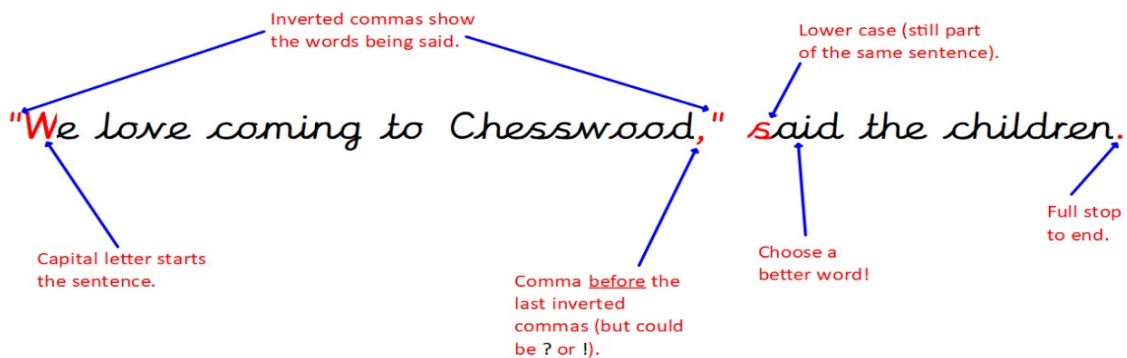 Inverted commas show
the words being said.
Lower case (still part
of the same sentence).
"We love coming to Chesswood," said the children.
Capital letter starts
the sentence.
Comma before the
last inverted
commas (but could
be ? or !).
Choose a
better word!
Full stop
to end.